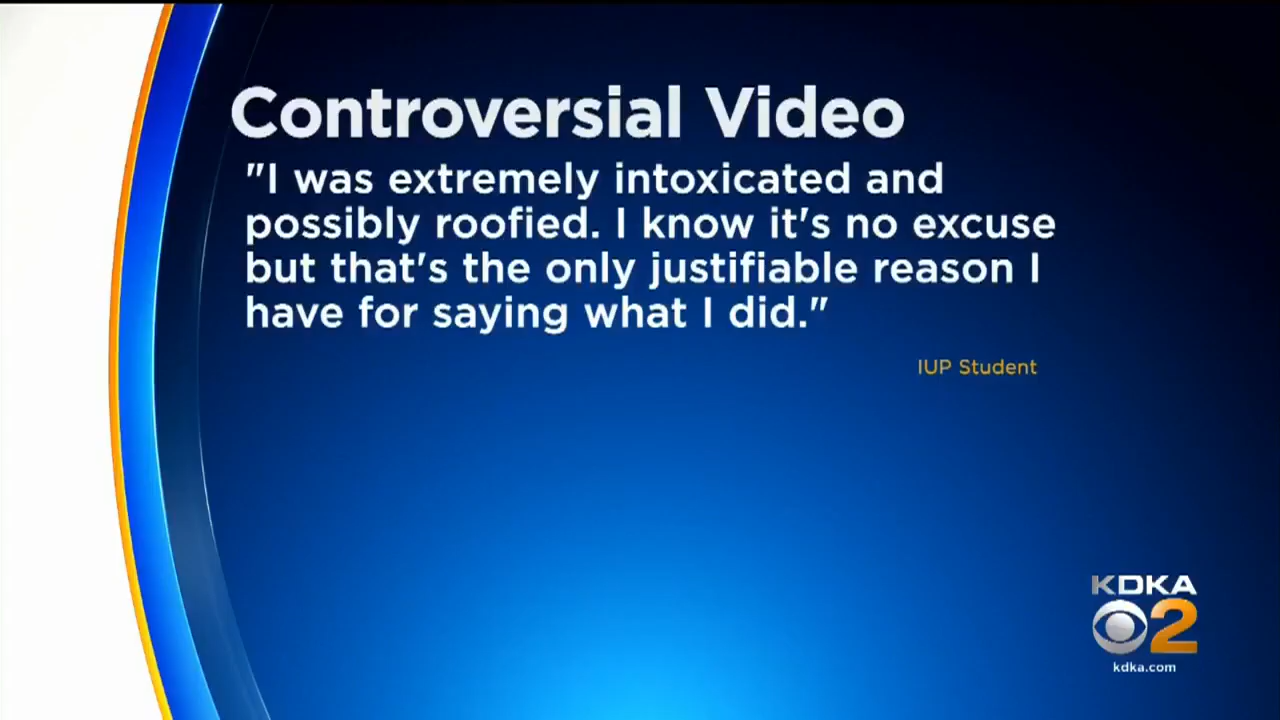 Controversial Video
"I was extremely intoxicated and
possibly roofied. I know it's no excuse
but that's the only justifiable reason I
have for saying what I did."
IUP Student
KDKA
2
kdka.com